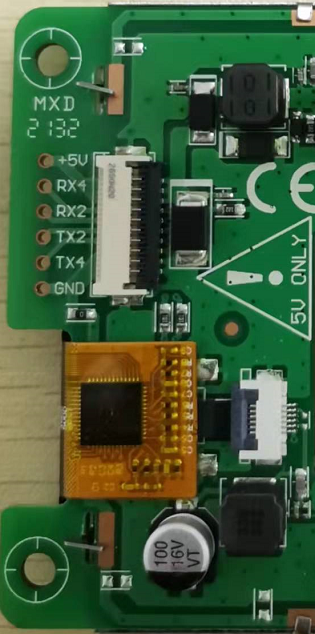 MXD
2132
+5V
RX4
RX2
TX2
TX4
GND
CE
!
5V ONLY
100
16V
VT